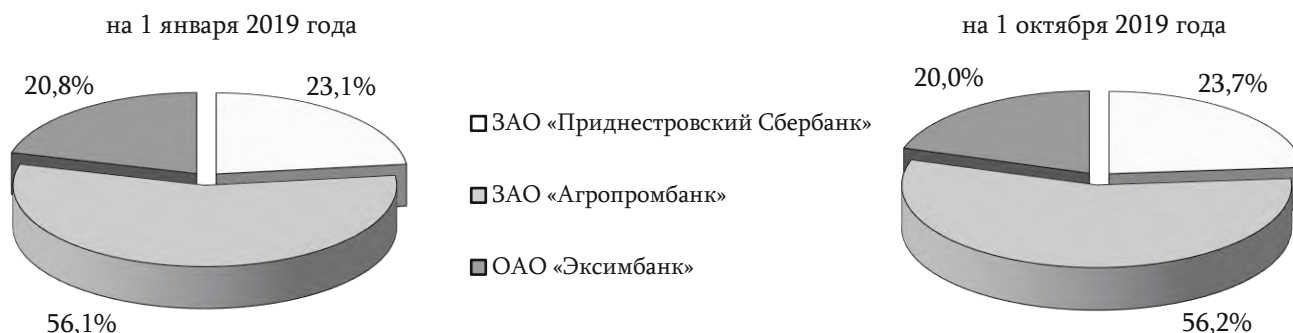 на 1 января 2019 года
20,8%
23,1%
56,1%
ЗАО «Приднестровский Сбербанк»
ЗАО «Агропромбанк»
ОАО «Эксимбанк»
на 1 октября 2019 года
20,0%
23,7%
56,2%